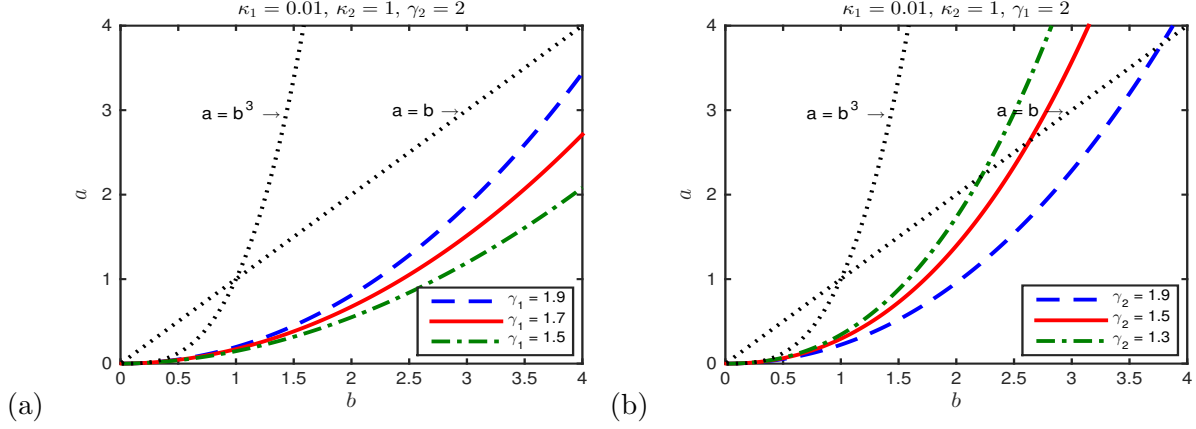 κ₁ = 0.01, κ₂ = 1, γ₂ = 2
4
3
2
1
0
a
a = b³ →
a = b →
γ₁ = 1.9
γ₁ = 1.7
γ₁ = 1.5
0 0.5 1 1.5 2 2.5 3 3.5 4
b
(a)
κ₁ = 0.01, κ₂ = 1, γ₁ = 2
4
3
2
1
0
a
a = b³ →
a = b →
γ₂ = 1.9
γ₂ = 1.5
γ₂ = 1.3
0 0.5 1 1.5 2 2.5 3 3.5 4
b
(b)